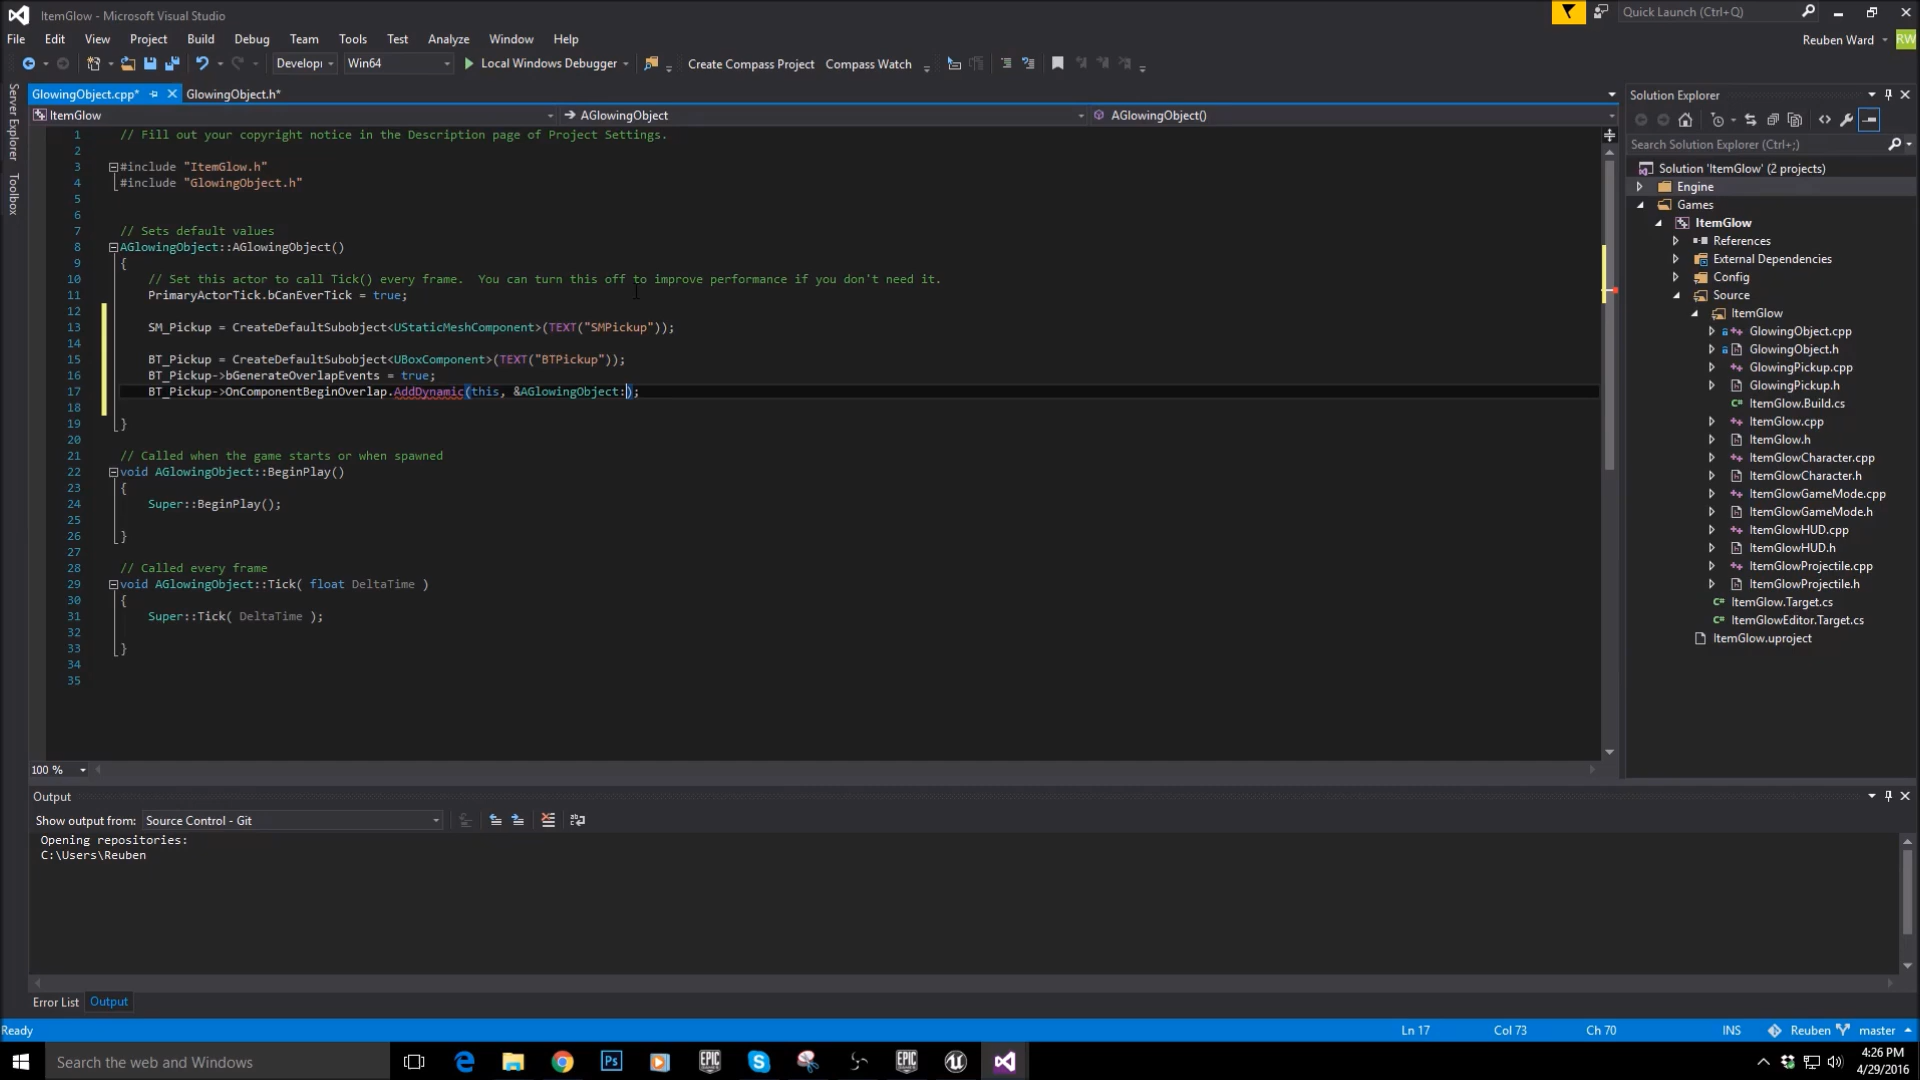 ItemGlow - Microsoft Visual Studio
Quick Launch (Ctrl+Q)
File Edit View Project Build Debug Team Tools Test Analyze Window Help
Reuben Ward RW
Develop Win64 Local Windows Debugger Create Compass Project Compass Watch
GlowingObject.cpp* GlowingObject.h*
ItemGlow AGlowingObject AGlowingObject()
Server Explorer
Toolbox
1 // Fill out your copyright notice in the Description page of Project Settings.
2
3 #include "ItemGlow.h"
4 #include "GlowingObject.h"
5
6
7 // Sets default values
8 AGlowingObject::AGlowingObject()
9 {
10 // Set this actor to call Tick() every frame.  You can turn this off to improve performance if you don't need it.
11 PrimaryActorTick.bCanEverTick = true;
12
13 SM_Pickup = CreateDefaultSubobject<UStaticMeshComponent>(TEXT("SMPickup"));
14
15 BT_Pickup = CreateDefaultSubobject<UBoxComponent>(TEXT("BTPickup"));
16 BT_Pickup->bGenerateOverlapEvents = true;
17 BT_Pickup->OnComponentBeginOverlap.AddDynamic(this, &AGlowingObject:);
18
19 }
20
21 // Called when the game starts or when spawned
22 void AGlowingObject::BeginPlay()
23 {
24 Super::BeginPlay();
25
26 }
27
28 // Called every frame
29 void AGlowingObject::Tick( float DeltaTime )
30 {
31 Super::Tick( DeltaTime );
32
33 }
34
35
100 %
Solution Explorer
Search Solution Explorer (Ctrl+;)
Solution 'ItemGlow' (2 projects)
Engine
Games
ItemGlow
References
External Dependencies
Config
Source
ItemGlow
GlowingObject.cpp
GlowingObject.h
GlowingPickup.cpp
GlowingPickup.h
ItemGlow.Build.cs
ItemGlow.cpp
ItemGlow.h
ItemGlowCharacter.cpp
ItemGlowCharacter.h
ItemGlowGameMode.cpp
ItemGlowGameMode.h
ItemGlowHUD.cpp
ItemGlowHUD.h
ItemGlowProjectile.cpp
ItemGlowProjectile.h
ItemGlow.Target.cs
ItemGlowEditor.Target.cs
ItemGlow.uproject
Output
Show output from: Source Control - Git
Opening repositories:
C:\Users\Reuben
Error List Output
Ready Ln 17 Col 73 Ch 70 INS Reuben master
Search the web and Windows
Ps
EPIC
EPIC
4:26 PM
4/29/2016